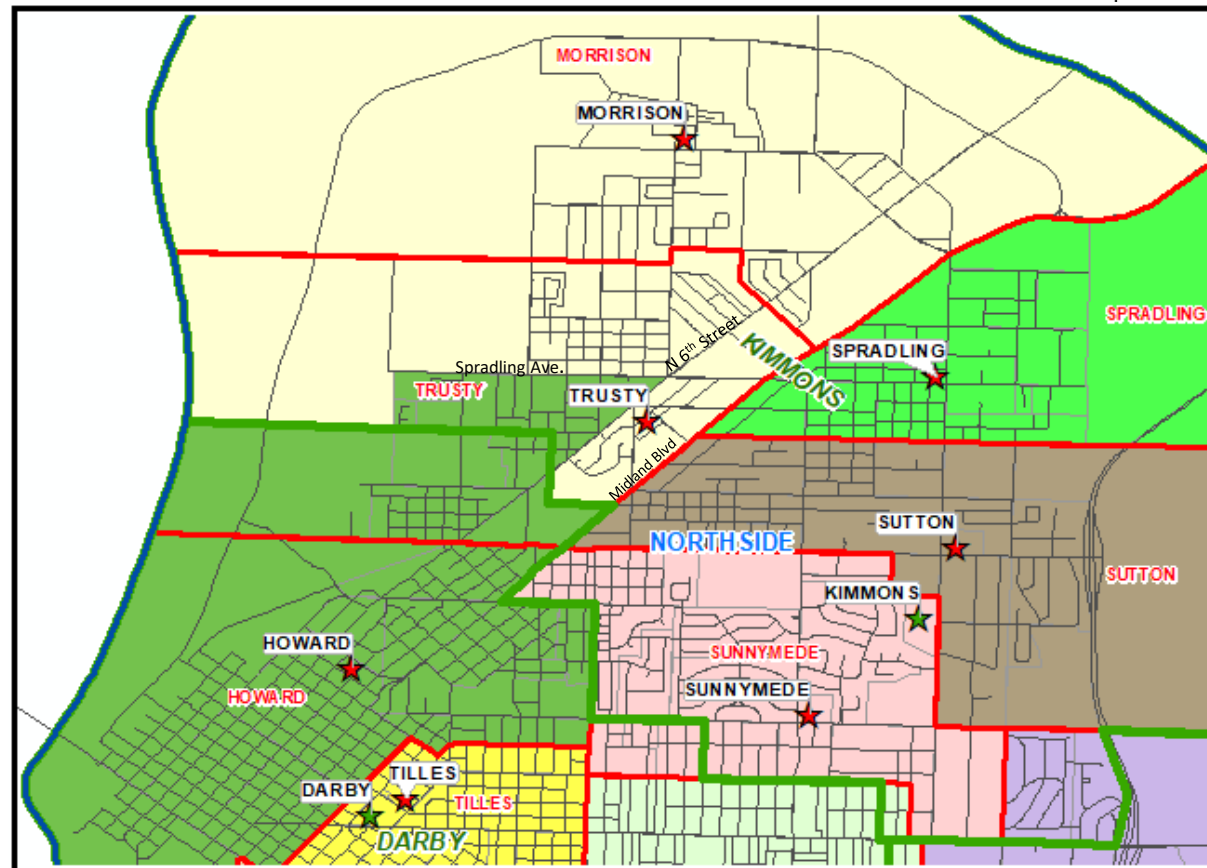 MORRISON
MORRISON
SPRADLING
N 6th Street
KIMMONS
SPRADLING
Spradling Ave.
TRUSTY
TRUSTY
Midland Blvd
SUTTON
NORTHSIDE
SUTTON
KIMMONS
HOWARD
SUNNYMEDE
SUNNYMEDE
HOWARD
TILLES
DARBY
TILLES
DARBY